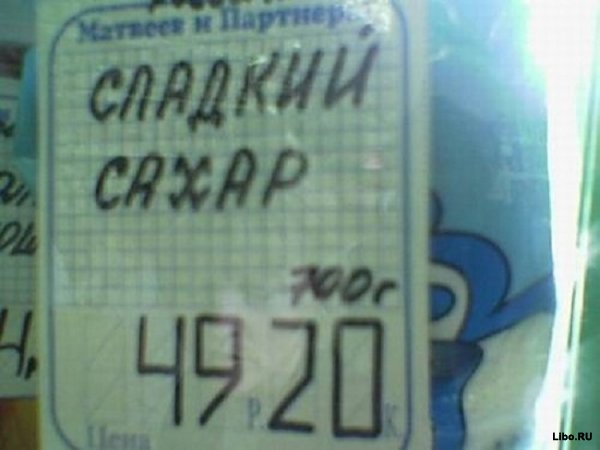 Матвеев и Партнеры
СЛАДКИЙ
САХАР
700г
49 Р. 20 К
Цена
Libo.RU